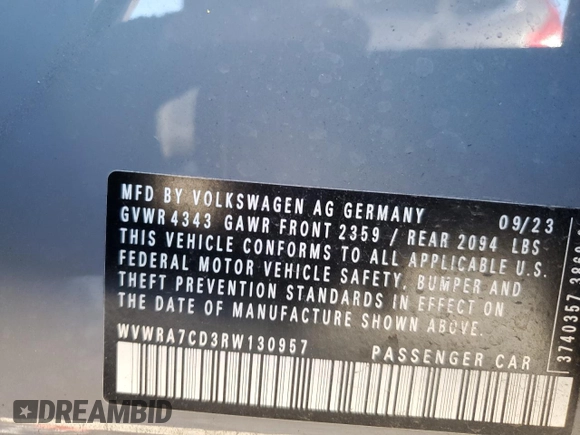 MFD BY VOLKSWAGEN AG GERMANY 09/23
GVWR 4343 GAWR FRONT 2359 / REAR 2094 LBS
THIS VEHICLE CONFORMS TO ALL APPLICABLE U.S.
FEDERAL MOTOR VEHICLE SAFETY, BUMPER AND
THEFT PREVENTION STANDARDS IN EFFECT ON
THE DATE OF MANUFACTURE SHOWN ABOVE.
WVWRA7CD3RW130957 PASSENGER CAR
3740357
DREAMBID